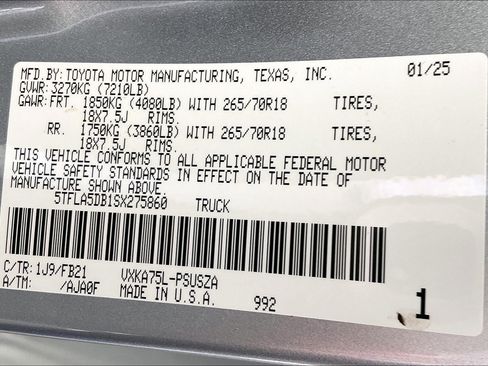 MFD.BY:TOYOTA MOTOR MANUFACTURING, TEXAS, INC. 01/25
GVWR:3270KG (7210LB)
GAWR:FRT. 1850KG (4080LB) WITH 265/70R18 TIRES,
18X7.5J RIMS.
RR. 1750KG (3860LB) WITH 265/70R18 TIRES,
18X7.5J RIMS.
THIS VEHICLE CONFORMS TO ALL APPLICABLE FEDERAL MOTOR
VEHICLE SAFETY STANDARDS IN EFFECT ON THE DATE OF
MANUFACTURE SHOWN ABOVE.
5TFLA5DB1SX275860 TRUCK
C/TR:1J9/FB21 VXKA75L-PSUSZA
A/TM: /AJA0F MADE IN U.S.A. 992 1